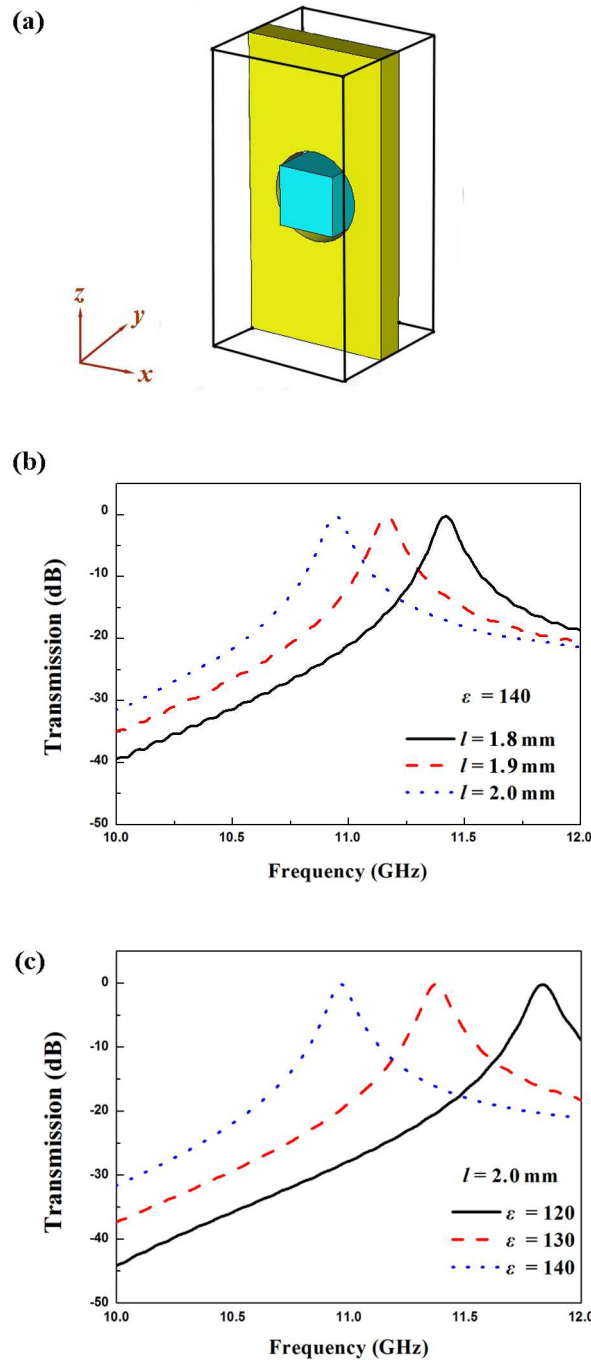 (a)
z
y
x
(b)
0
-10
-20
-30
-40
-50
Transmission (dB)
ε = 140
l = 1.8 mm
l = 1.9 mm
l = 2.0 mm
10.0 10.5 11.0 11.5 12.0
Frequency (GHz)
(c)
0
-10
-20
-30
-40
-50
Transmission (dB)
l = 2.0 mm
ε = 120
ε = 130
ε = 140
10.0 10.5 11.0 11.5 12.0
Frequency (GHz)